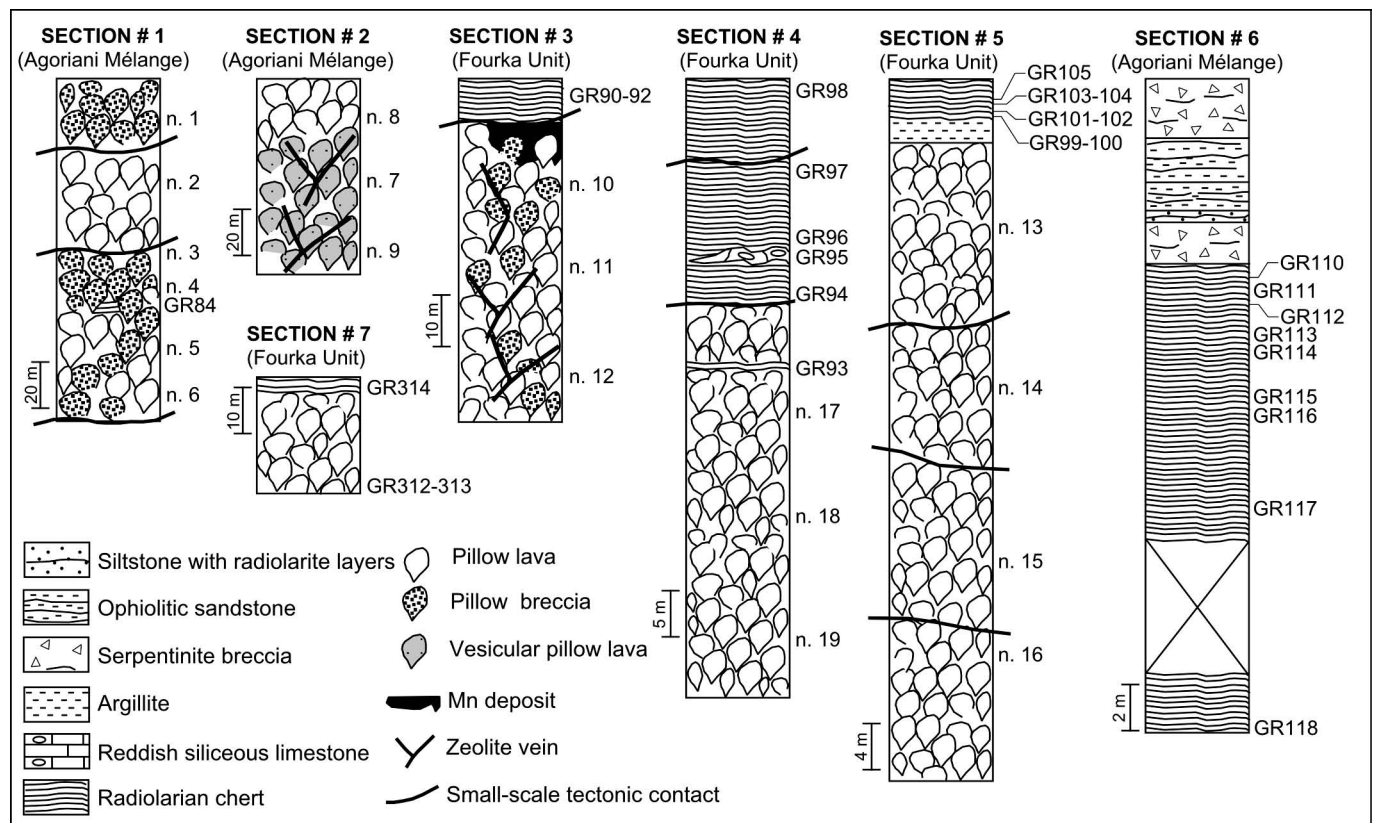 SECTION # 1
(Agoriani Mélange)
n. 1
n. 2
n. 3
n. 4
GR84
n. 5
n. 6
20 m
SECTION # 2
(Agoriani Mélange)
n. 8
n. 7
n. 9
20 m
SECTION # 7
(Fourka Unit)
GR314
10 m
GR312-313
SECTION # 3
(Fourka Unit)
GR90-92
n. 10
n. 11
10 m
n. 12
SECTION # 4
(Fourka Unit)
GR98
GR97
GR96
GR95
GR94
GR93
n. 17
n. 18
5 m
n. 19
SECTION # 5
(Fourka Unit)
GR105
GR103-104
GR101-102
GR99-100
n. 13
n. 14
n. 15
n. 16
4 m
SECTION # 6
(Agoriani Mélange)
GR110
GR111
GR112
GR113
GR114
GR115
GR116
GR117
2 m
GR118
Siltstone with radiolarite layers
Ophiolitic sandstone
Serpentinite breccia
Argillite
Reddish siliceous limestone
Radiolarian chert
Pillow lava
Pillow breccia
Vesicular pillow lava
Mn deposit
Zeolite vein
Small-scale tectonic contact